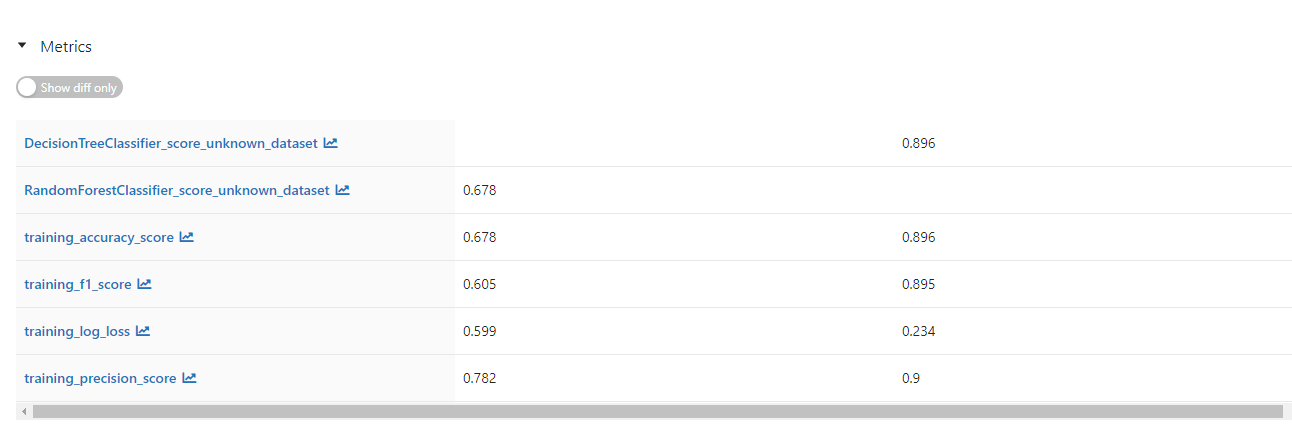 Metrics
Show diff only
DecisionTreeClassifier_score_unknown_dataset 0.896
RandomForestClassifier_score_unknown_dataset 0.678
training_accuracy_score 0.678 0.896
training_f1_score 0.605 0.895
training_log_loss 0.599 0.234
training_precision_score 0.782 0.9